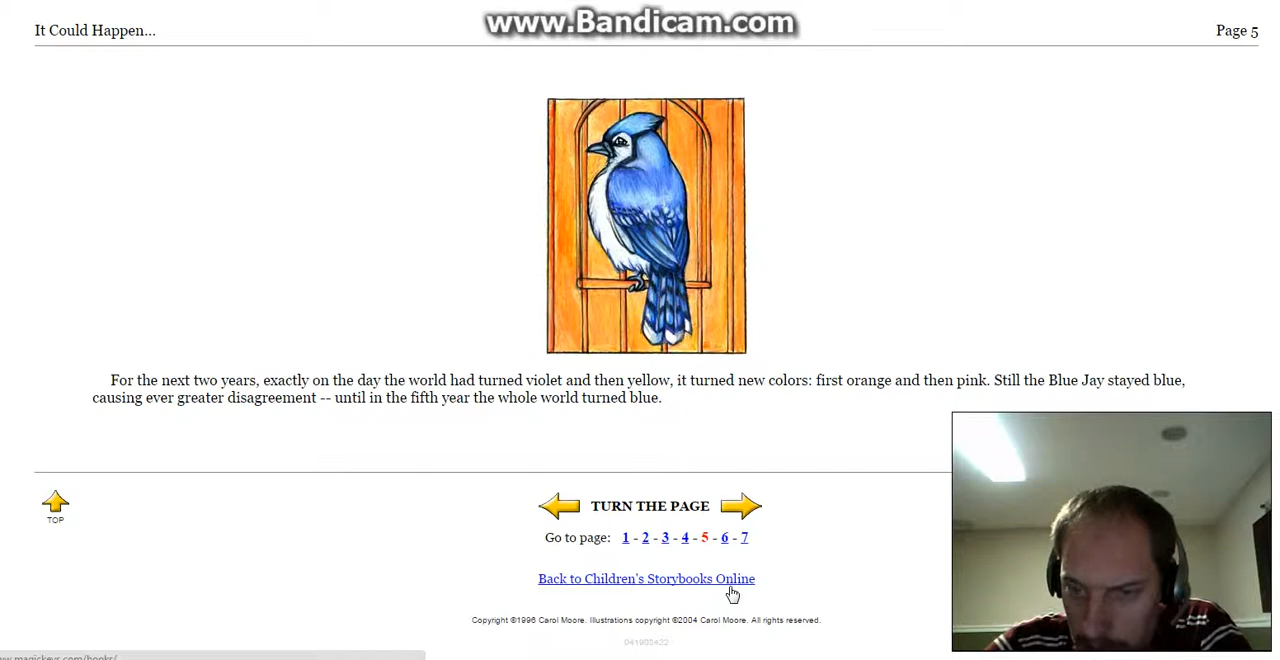 www.Bandicam.com
It Could Happen...
Page 5
For the next two years, exactly on the day the world had turned violet and then yellow, it turned new colors: first orange and then pink. Still the Blue Jay stayed blue,
causing ever greater disagreement -- until in the fifth year the whole world turned blue.
TOP
TURN THE PAGE
Go to page: 1 - 2 - 3 - 4 - 5 - 6 - 7
Back to Children's Storybooks Online
Copyright ©1996 Carol Moore. Illustrations copyright ©2004 Carol Moore. All rights reserved.